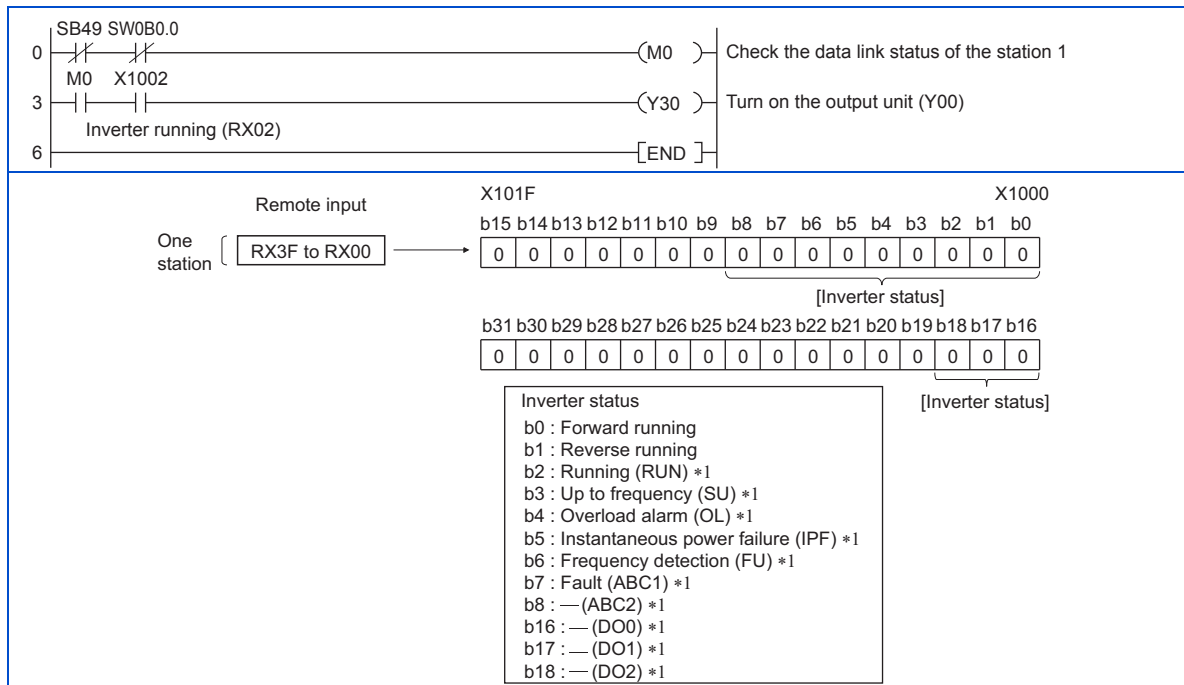 SB49 SW0B0.0
0 (M0 ) Check the data link status of the station 1
M0 X1002
3 (Y30 ) Turn on the output unit (Y00)
Inverter running (RX02)
6 [END ]
X101F X1000
Remote input
b15 b14 b13 b12 b11 b10 b9 b8 b7 b6 b5 b4 b3 b2 b1 b0
One station RX3F to RX00
0 0 0 0 0 0 0 0 0 0 0 0 0 0 0 0
[Inverter status]
b31 b30 b29 b28 b27 b26 b25 b24 b23 b22 b21 b20 b19 b18 b17 b16
0 0 0 0 0 0 0 0 0 0 0 0 0 0 0 0
[Inverter status]
Inverter status
b0 : Forward running
b1 : Reverse running
b2 : Running (RUN) *1
b3 : Up to frequency (SU) *1
b4 : Overload alarm (OL) *1
b5 : Instantaneous power failure (IPF) *1
b6 : Frequency detection (FU) *1
b7 : Fault (ABC1) *1
b8 : — (ABC2) *1
b16 : — (DO0) *1
b17 : — (DO1) *1
b18 : — (DO2) *1